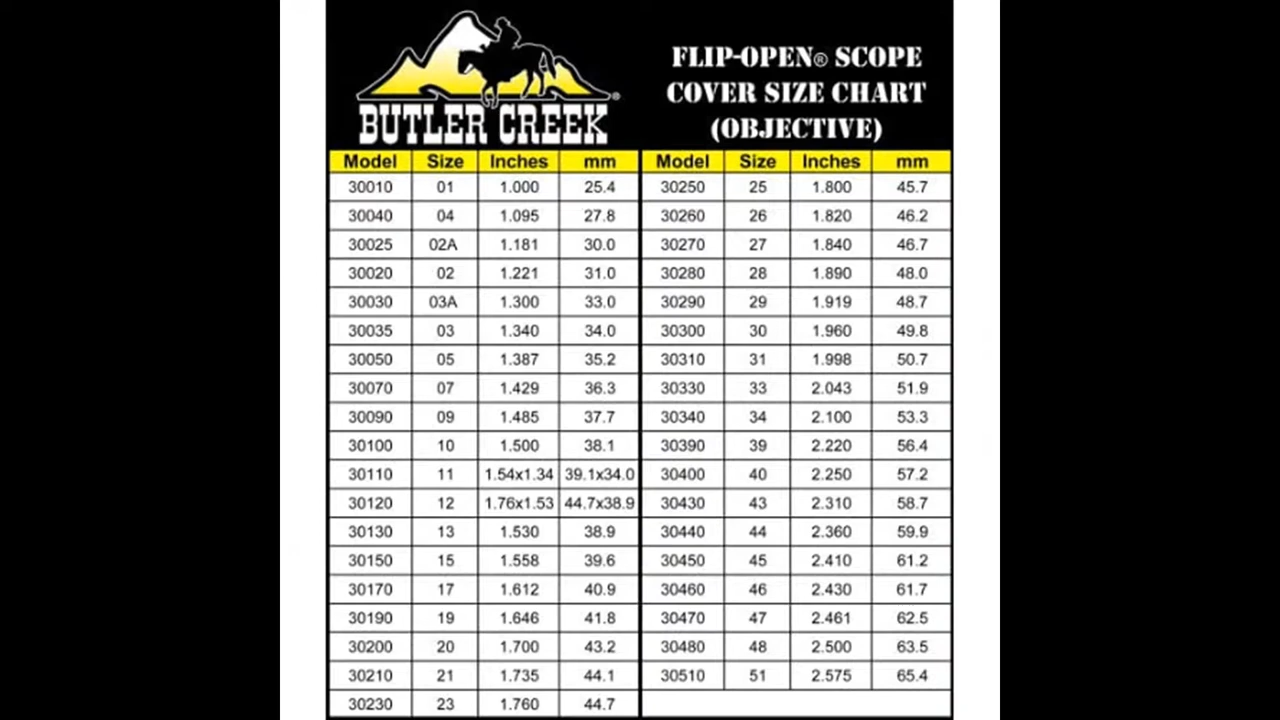 BUTLER CREEK®
FLIP-OPEN® SCOPE
COVER SIZE CHART
(OBJECTIVE)
Model Size Inches mm Model Size Inches mm
30010 01 1.000 25.4 30250 25 1.800 45.7
30040 04 1.095 27.8 30260 26 1.820 46.2
30025 02A 1.181 30.0 30270 27 1.840 46.7
30020 02 1.221 31.0 30280 28 1.890 48.0
30030 03A 1.300 33.0 30290 29 1.919 48.7
30035 03 1.340 34.0 30300 30 1.960 49.8
30050 05 1.387 35.2 30310 31 1.998 50.7
30070 07 1.429 36.3 30330 33 2.043 51.9
30090 09 1.485 37.7 30340 34 2.100 53.3
30100 10 1.500 38.1 30390 39 2.220 56.4
30110 11 1.54x1.34 39.1x34.0 30400 40 2.250 57.2
30120 12 1.76x1.53 44.7x38.9 30430 43 2.310 58.7
30130 13 1.530 38.9 30440 44 2.360 59.9
30150 15 1.558 39.6 30450 45 2.410 61.2
30170 17 1.612 40.9 30460 46 2.430 61.7
30190 19 1.646 41.8 30470 47 2.461 62.5
30200 20 1.700 43.2 30480 48 2.500 63.5
30210 21 1.735 44.1 30510 51 2.575 65.4
30230 23 1.760 44.7